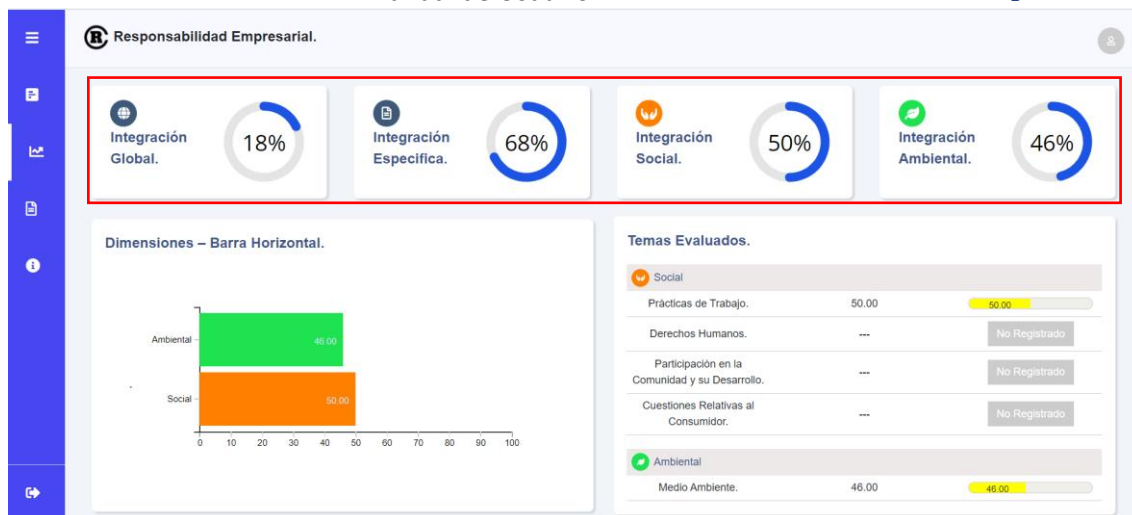 Responsabilidad Empresarial.
Integración
Global.
18%
Integración
Especifica.
68%
Integración
Social.
50%
Integración
Ambiental.
46%
Dimensiones – Barra Horizontal.
Ambiental
46.00
Social
50.00
0 10 20 30 40 50 60 70 80 90 100
Temas Evaluados.
Social
Prácticas de Trabajo. 50.00 50.00
Derechos Humanos. --- No Registrado
Participación en la
Comunidad y su Desarrollo. --- No Registrado
Cuestiones Relativas al
Consumidor. --- No Registrado
Ambiental
Medio Ambiente. 46.00 46.00